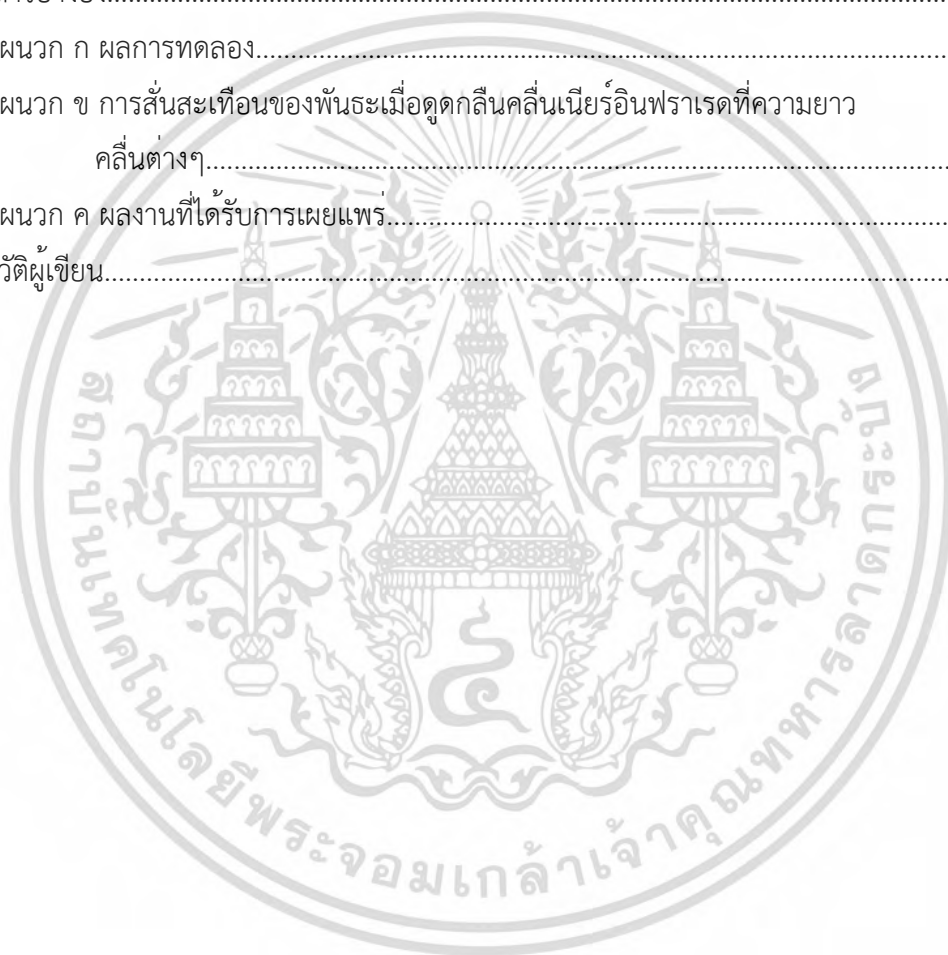 ผนวก ก ผลการทดลอง
ผนวก ข การสั่นสะเทือนของพันธะเมื่อดูดกลืนคลื่นเนียร์อินฟราเรดที่ความยาว
คลื่นต่างๆ
ผนวก ค ผลงานที่ได้รับการเผยแพร่
วัติผู้เขียน
สถาบันเทคโนโลยีพระจอมเกล้าเจ้าคุณทหารลาดกระบัง